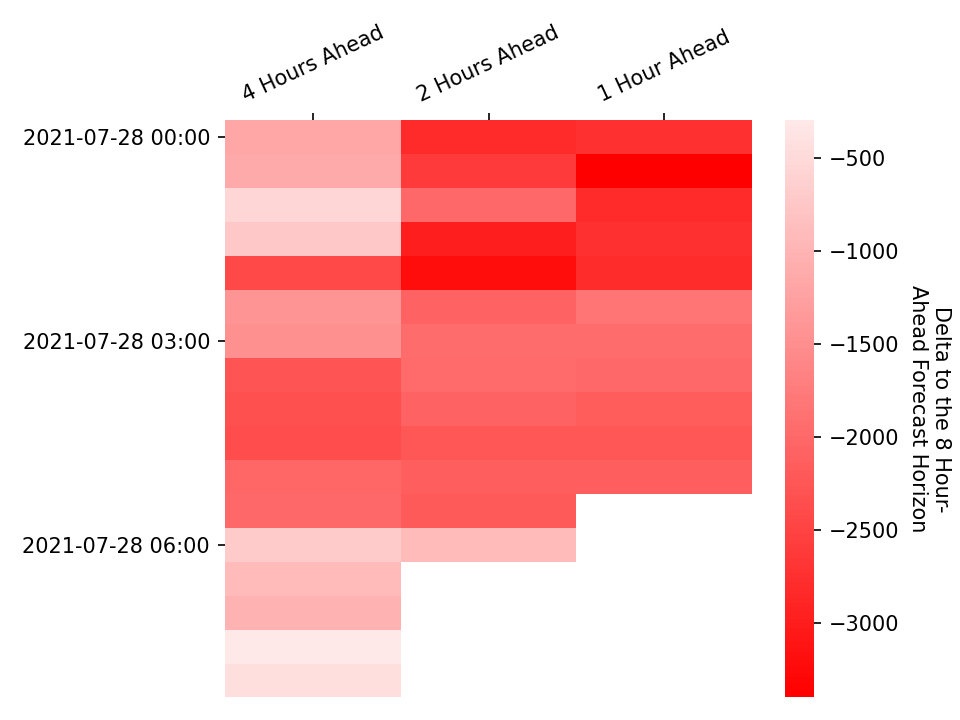 4 Hours Ahead
2 Hours Ahead
1 Hour Ahead
2021-07-28 00:00
2021-07-28 03:00
2021-07-28 06:00
−500
−1000
−1500
−2000
−2500
−3000
Delta to the 8 Hour-
Ahead Forecast Horizon